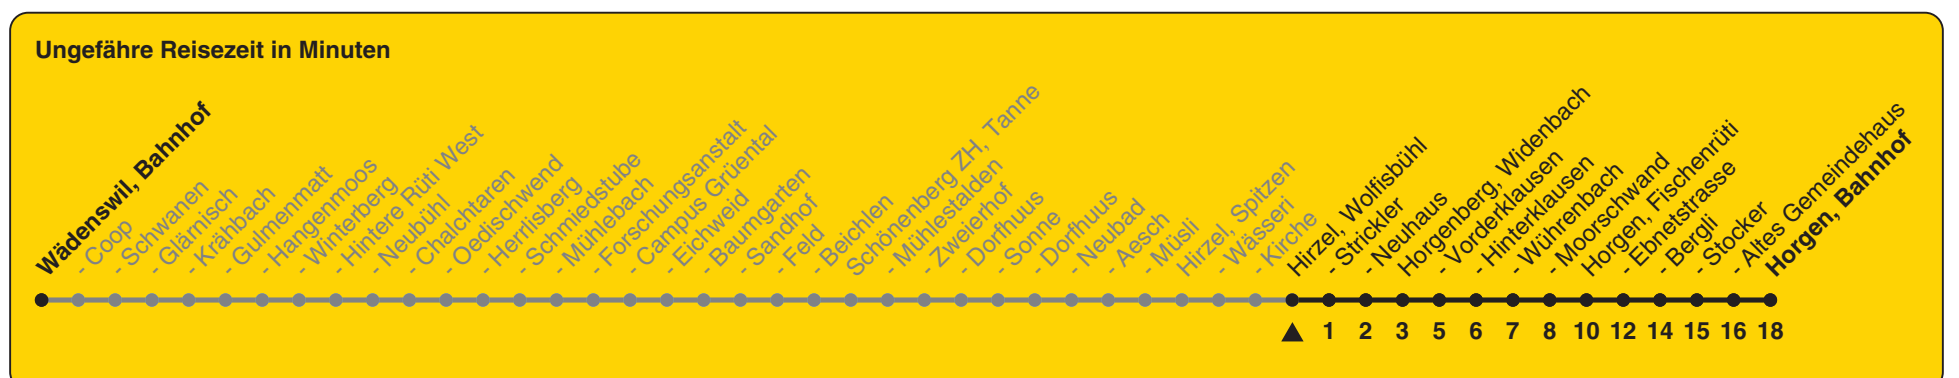 Ungefähre Reisezeit in Minuten
Wädenswil, Bahnhof
- Coop
- Schwanen
- Glärnisch
- Krähbach
- Gulmenmatt
- Hangenmoos
- Winterberg
- Hintere Rüti West
- Neubühl
- Chalchtaren
- Oedischwend
- Herrlisberg
- Schmiedstube
- Mühlebach
- Forschungsanstalt
- Campus Grüental
- Eichweid
- Baumgarten
- Sandhof
- Feld
- Beichlen
Schönenberg ZH, Tanne
- Mühlestalden
- Zweierhof
- Dorfhuus
- Sonne
- Dorfhuus
- Neubad
- Aesch
- Müsli
Hirzel, Spitzen
- Wässeri
- Kirche
Hirzel, Wolfisbühl
- Strickler
- Neuhaus
Horgenberg, Widenbach
- Vorderklausen
- Hinterklausen
- Wührenbach
- Moorschwand
Horgen, Fischenrüti
- Ebnetstrasse
- Bergli
- Stocker
- Altes Gemeindehaus
Horgen, Bahnhof
1 2 3 5 6 7 8 10 12 14 15 16 18